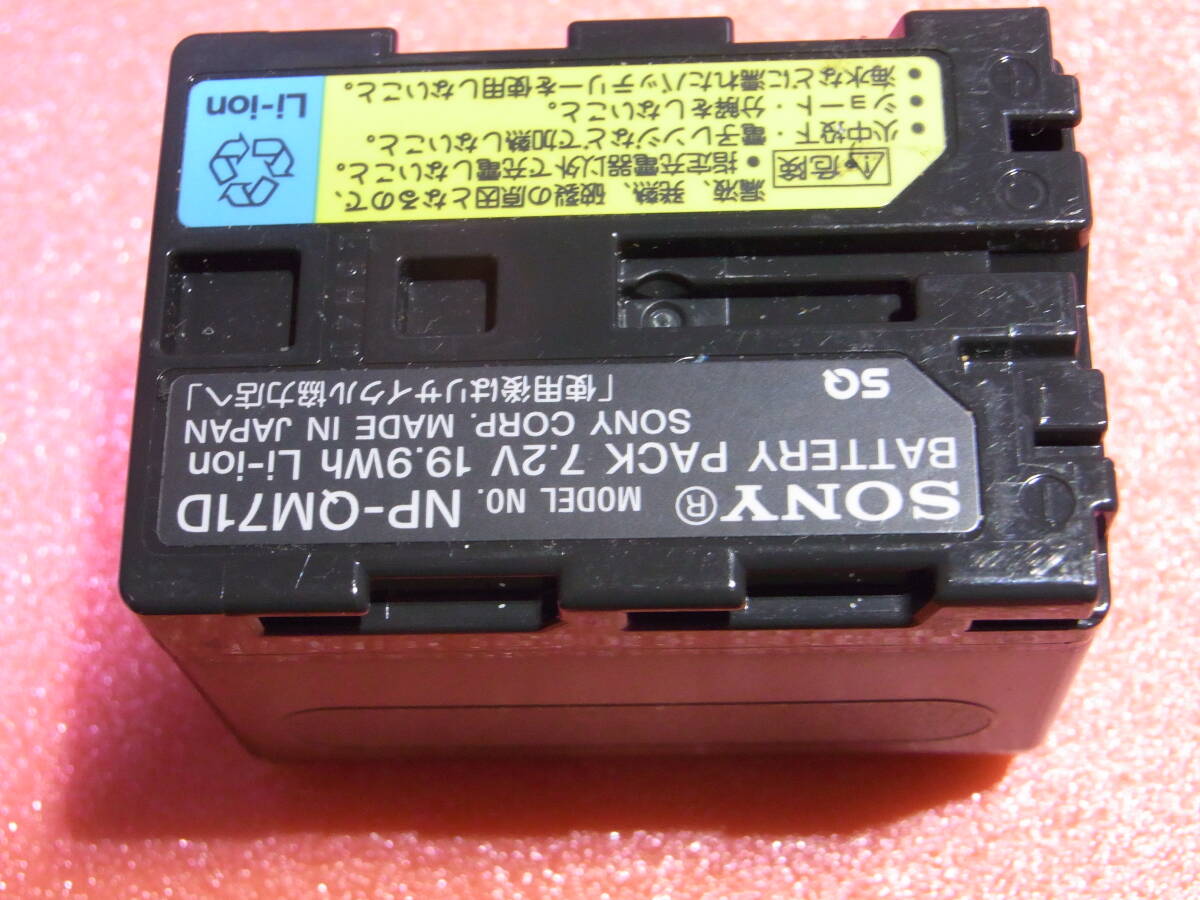 SONY® MODEL NO. NP-QM71D
BATTERY PACK 7.2V 19.9Wh Li-ion
SONY CORP. MADE IN JAPAN
SQ 「使用後はリサイクル協力店へ」
危険
漏液、発熱、破裂の原因となるので、
•指定充電器以外で充電しないこと。
•火中投下・電子レンジなどで加熱しないこと。
•ショート・分解をしないこと。
•海水などに濡れたバッテリーを使用しないこと。
Li-ion